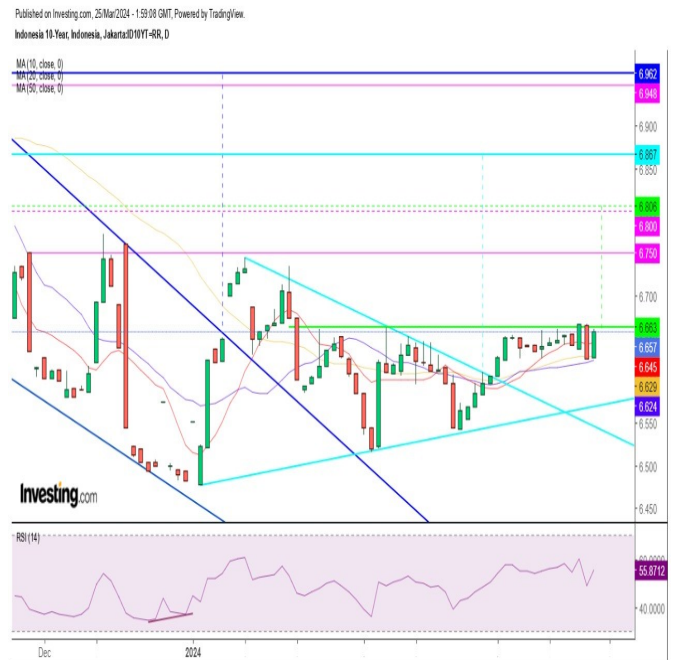 Published on Investing.com, 25/Mar/2024 - 1:59:08 GMT, Powered by TradingView.
Indonesia 10-Year, Indonesia, Jakarta:ID10YT=RR, D
MA (10, close, 0)
MA (20, close, 0)
MA (50, close, 0)
6.962
6.948
6.900
6.867
6.850
6.806
6.800
6.750
6.700
6.663
6.657
6.645
6.629
6.624
6.550
6.500
6.450
Investing.com
RSI (14)
60.0000
55.8712
40.0000
Dec 2024